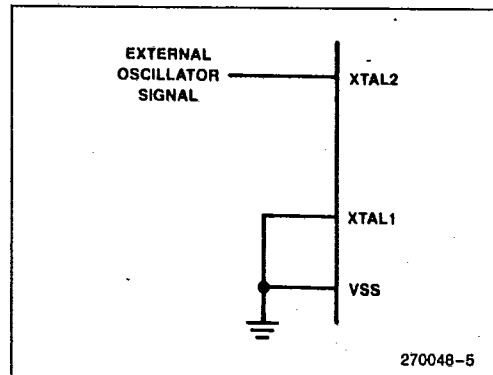 EXTERNAL
OSCILLATOR
SIGNAL
XTAL2
XTAL1
VSS
270048-5